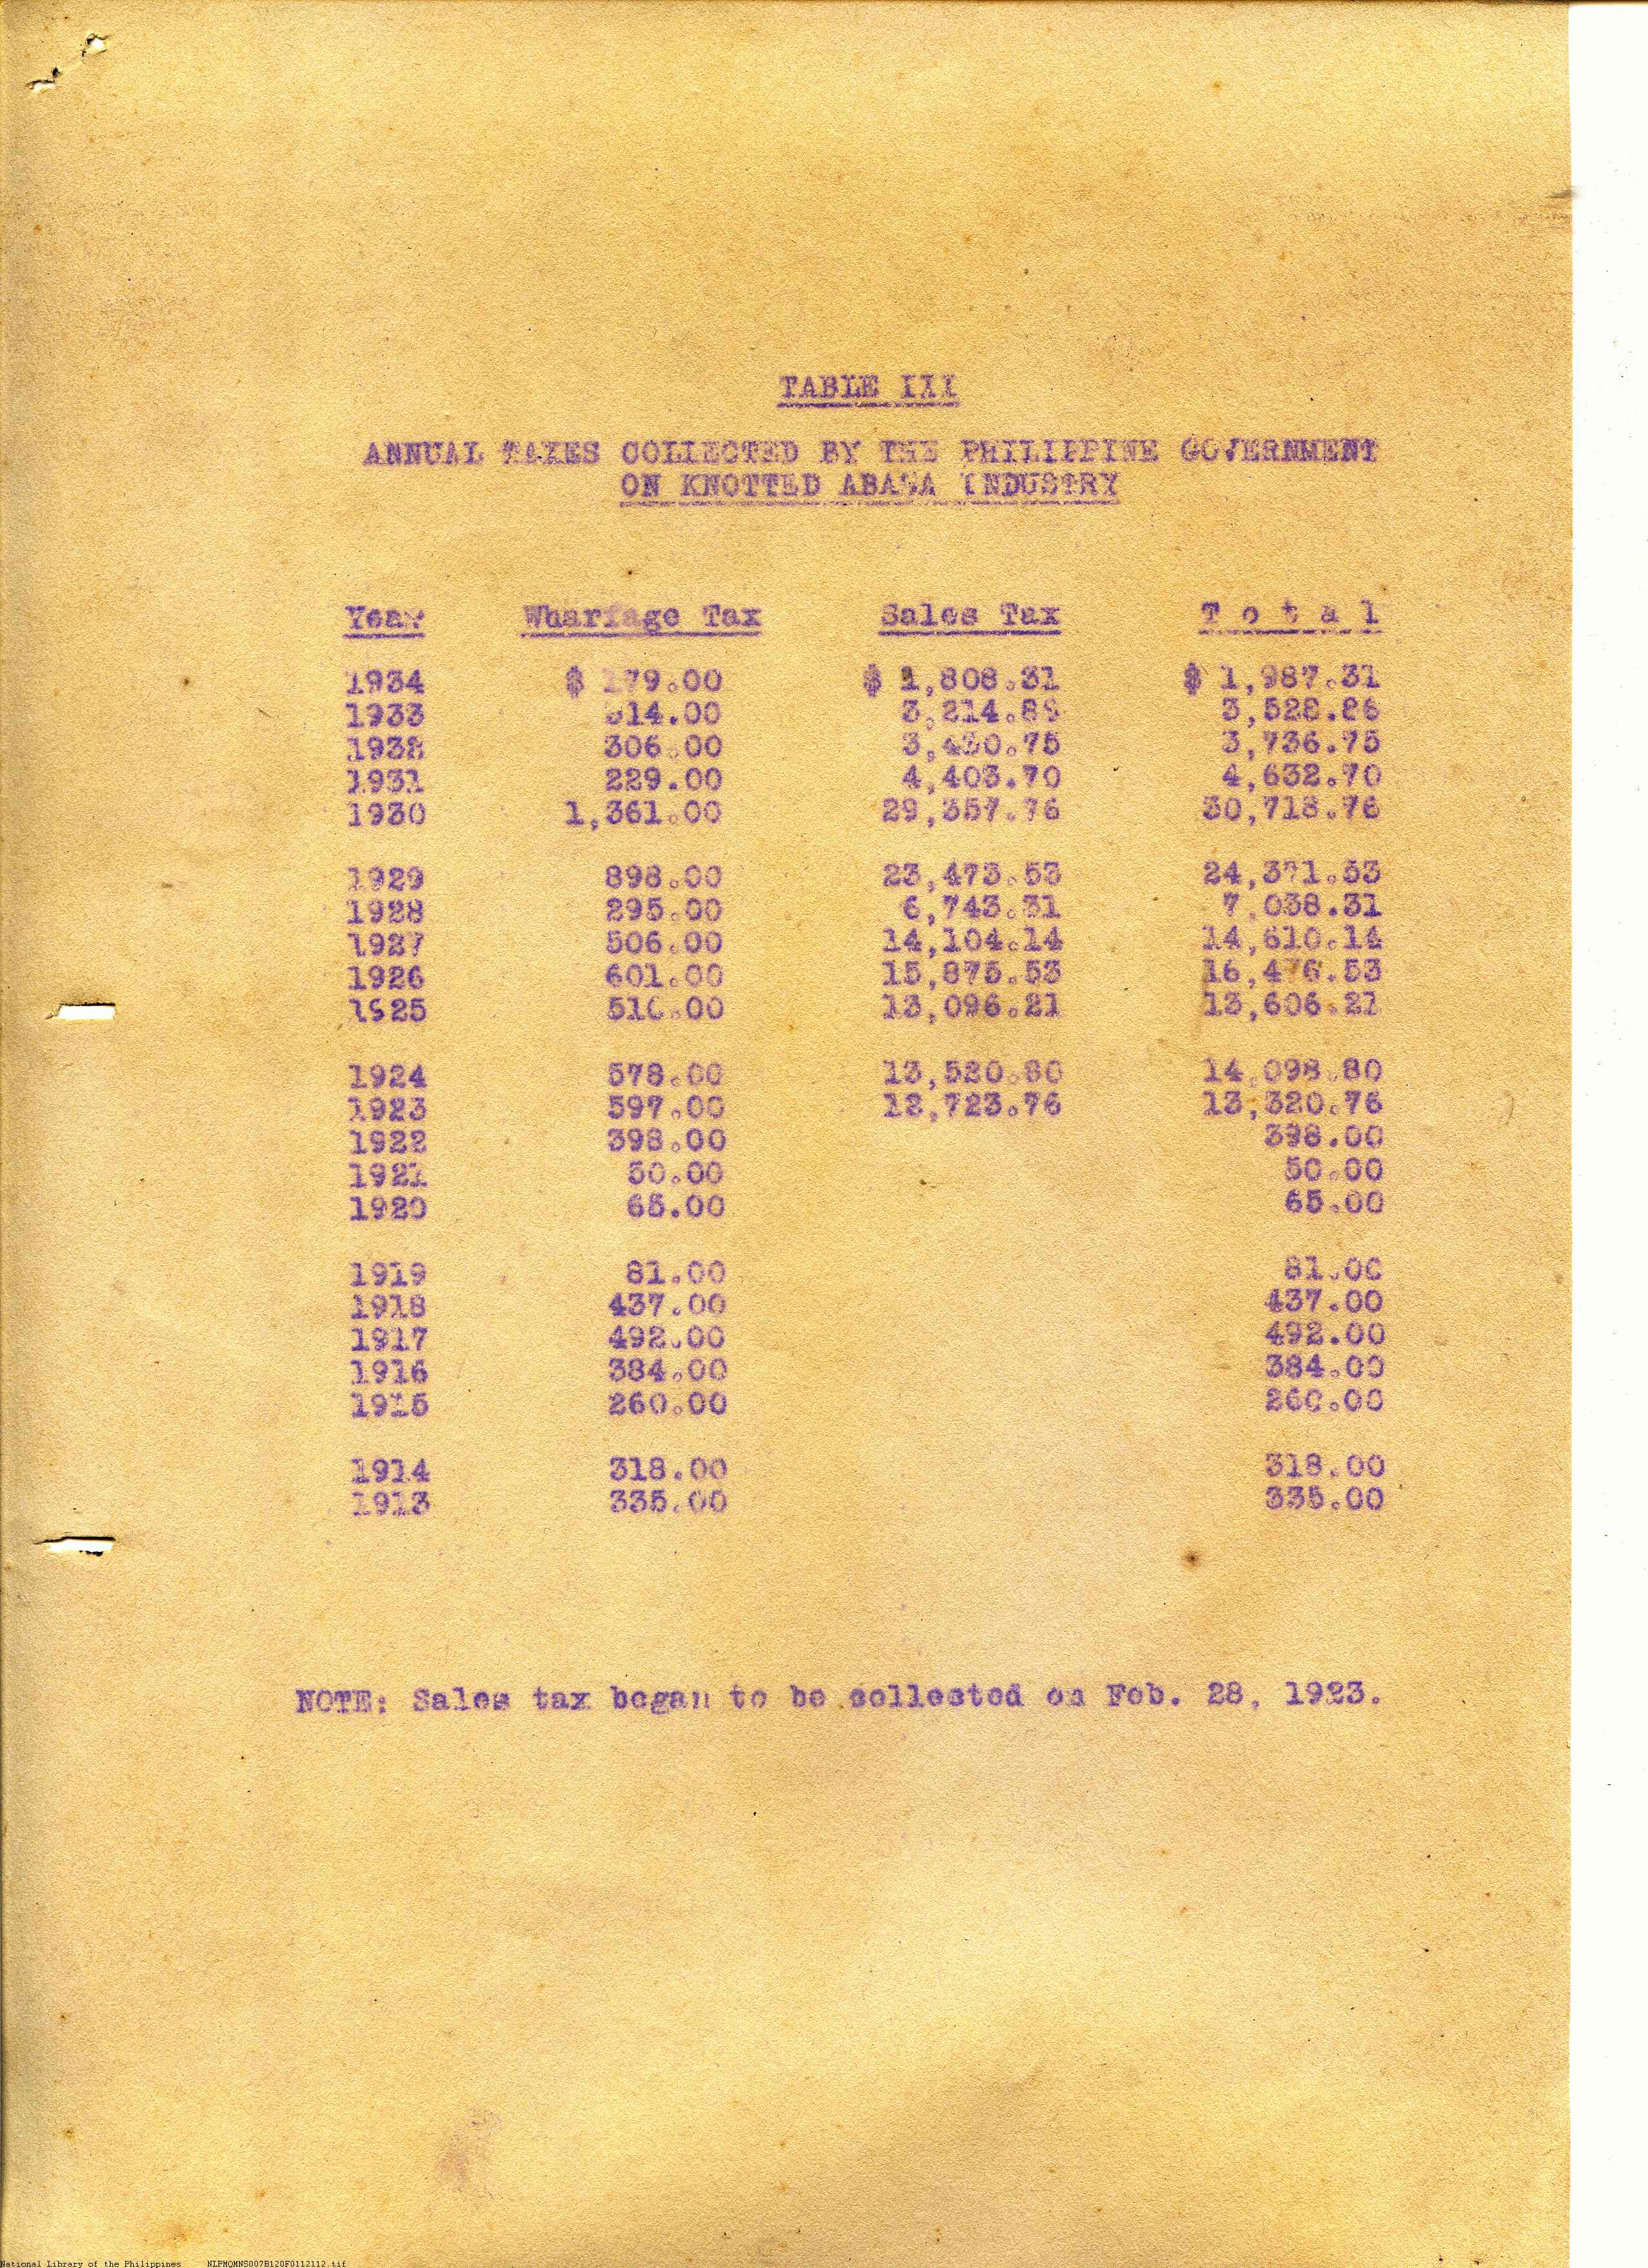 TABLE III
ANNUAL TAXES COLLECTED BY THE PHILIPPINE GOVERNMENT
ON KNOTTED ABACA INDUSTRY
Year Wharfage Tax Sales Tax T o t a l
1934 $ 179.00 $ 1,808.31 $ 1,987.31
1933 314.00 3,214.86 3,528.86
1932 306.00 3,430.75 3,736.75
1931 229.00 4,403.70 4,632.70
1930 1,361.00 29,357.76 30,718.76
1929 898.00 23,473.53 24,371.53
1928 295.00 6,743.31 7,038.31
1927 506.00 14,104.14 14,610.14
1926 601.00 15,875.53 16,476.53
1925 510.00 13,096.21 13,606.21
1924 578.00 13,520.80 14,098.80
1923 597.00 12,723.76 13,320.76
1922 398.00 398.00
1921 50.00 50.00
1920 65.00 65.00
1919 81.00 81.00
1918 437.00 437.00
1917 492.00 492.00
1916 384.00 384.00
1915 260.00 260.00
1914 318.00 318.00
1913 335.00 335.00
NOTE: Sales tax began to be collected on Feb. 28, 1923.
National Library of the Philippines NLPMQMNS007B120F0112112.tif